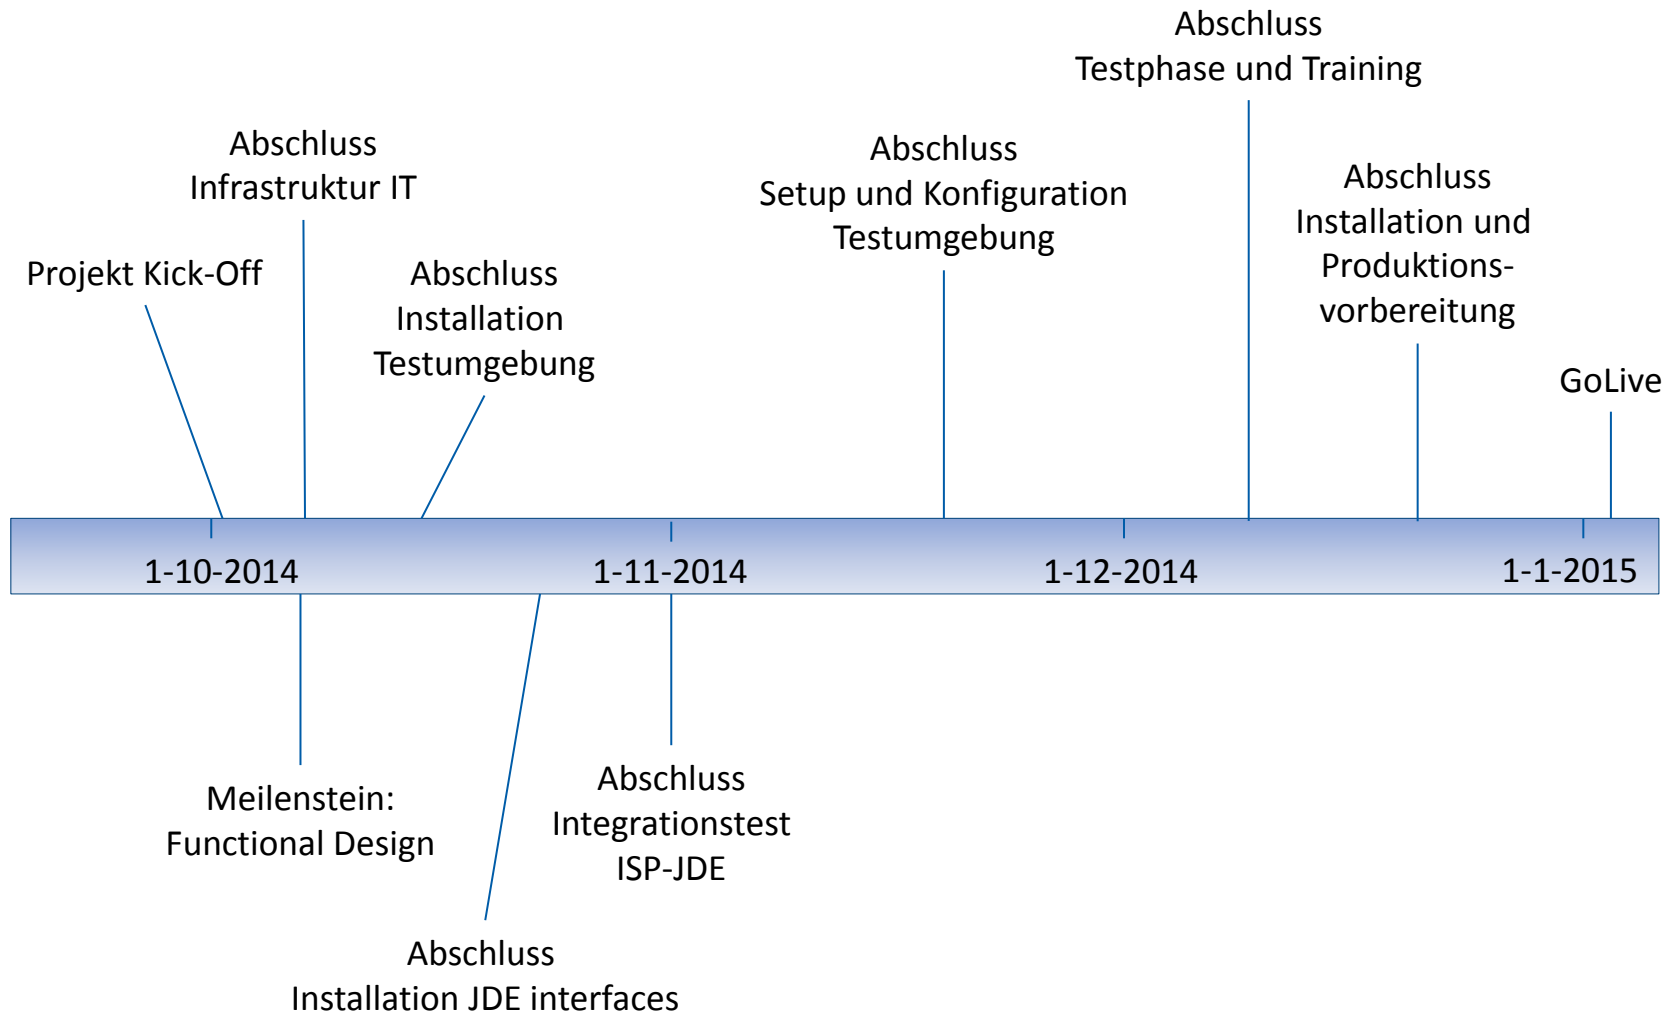 Abschluss
Testphase und Training
Abschluss
Infrastruktur IT
Abschluss
Setup und Konfiguration
Testumgebung
Abschluss
Installation und
Produktions-
vorbereitung
Projekt Kick-Off
Abschluss
Installation
Testumgebung
GoLive
1-10-2014
1-11-2014
1-12-2014
1-1-2015
Meilenstein:
Functional Design
Abschluss
Integrationstest
ISP-JDE
Abschluss
Installation JDE interfaces